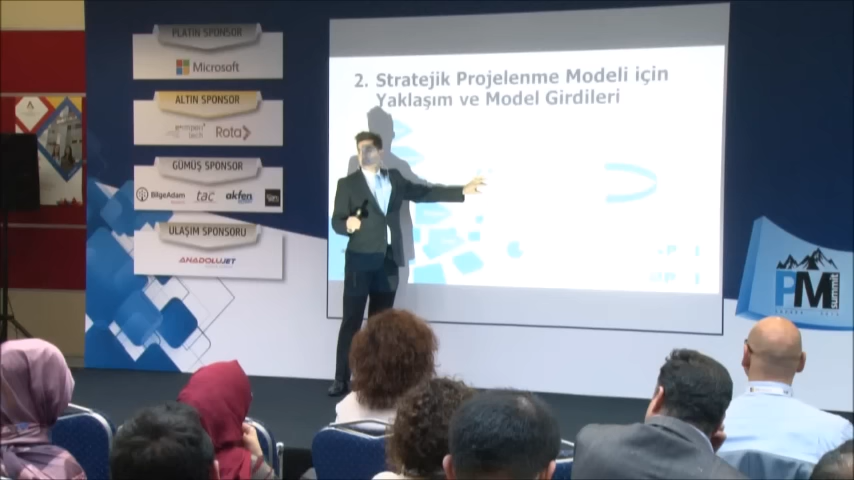 PLATİN SPONSOR
Microsoft
ALTIN SPONSOR
Rota
GÜMÜŞ SPONSOR
BilgeAdam
tac
akfen
ULAŞIM SPONSORU
ANADOLUJET
2. Stratejik Projelenme Modeli için
Yaklaşım ve Model Girdileri
PM
summit